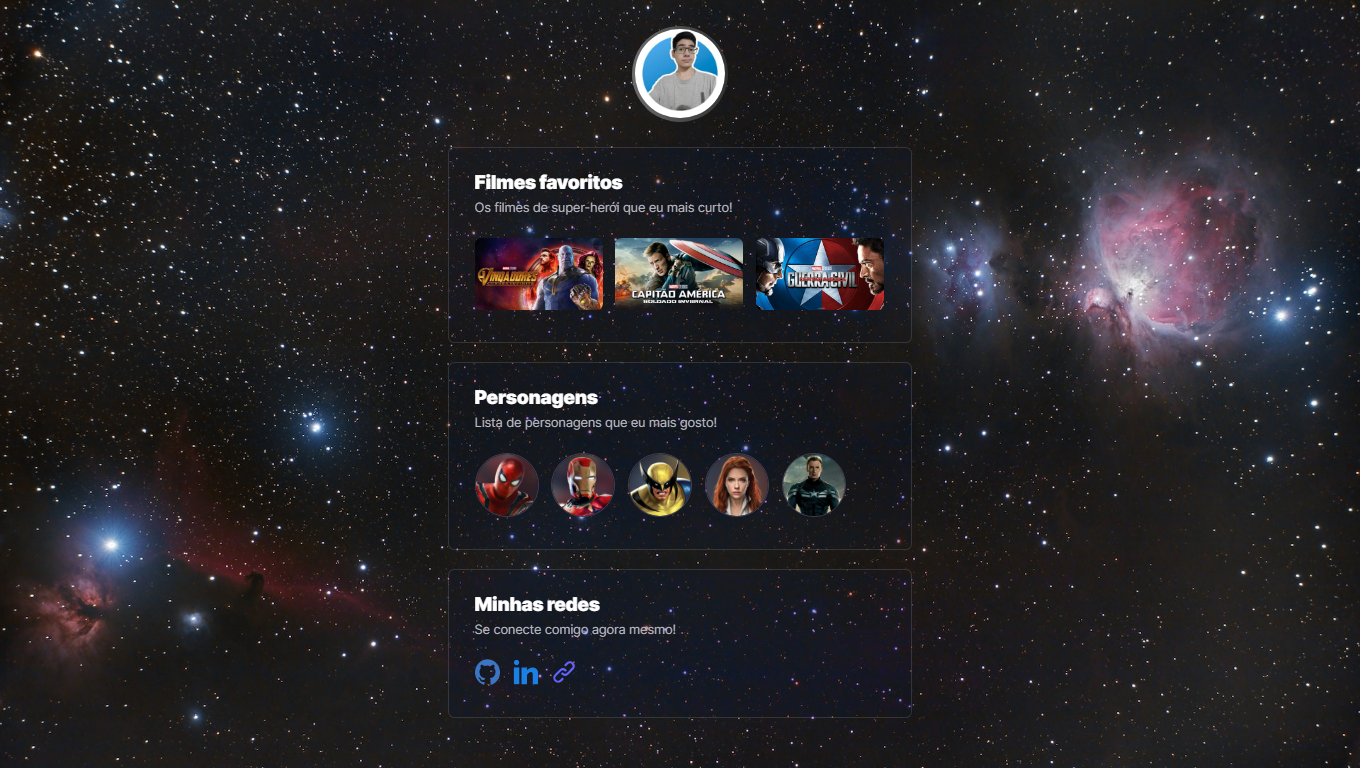 Filmes favoritos
Os filmes de super-herói que eu mais curto!
VINGADORES
CAPITÃO AMÉRICA
SOLDADO INVERNAL
GUERRA CIVIL
Personagens
Lista de personagens que eu mais gosto!
Minhas redes
Se conecte comigo agora mesmo!
in